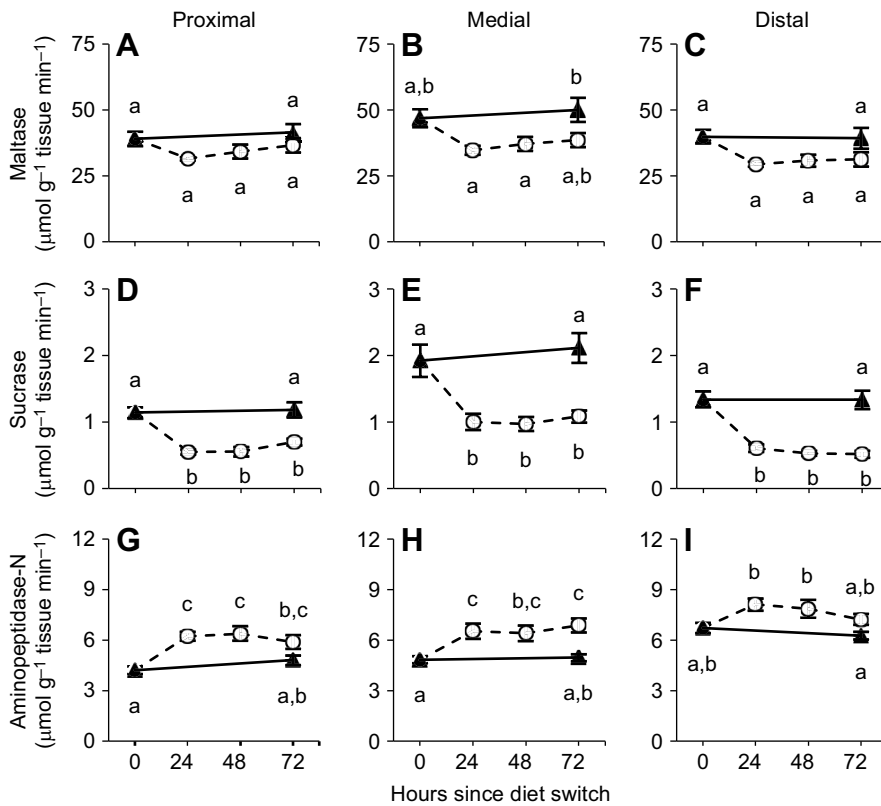 Proximal Medial Distal
A B C
Maltase
(µmol g⁻¹ tissue min⁻¹)
75 75 75
50 50 50
25 25 25
0 0 0
a a
a a a
a,b b
a a a,b
a a
a a a
D E F
Sucrase
(µmol g⁻¹ tissue min⁻¹)
3 3 3
2 2 2
1 1 1
0 0 0
a a
b b b
a a
b b b
a a
b b b
G H I
Aminopeptidase-N
(µmol g⁻¹ tissue min⁻¹)
12 12 12
9 9 9
6 6 6
3 3 3
0 0 0
c c b,c
a a,b
c b,c c
a a,b
b b a,b
a,b a
0 24 48 72 0 24 48 72 0 24 48 72
Hours since diet switch